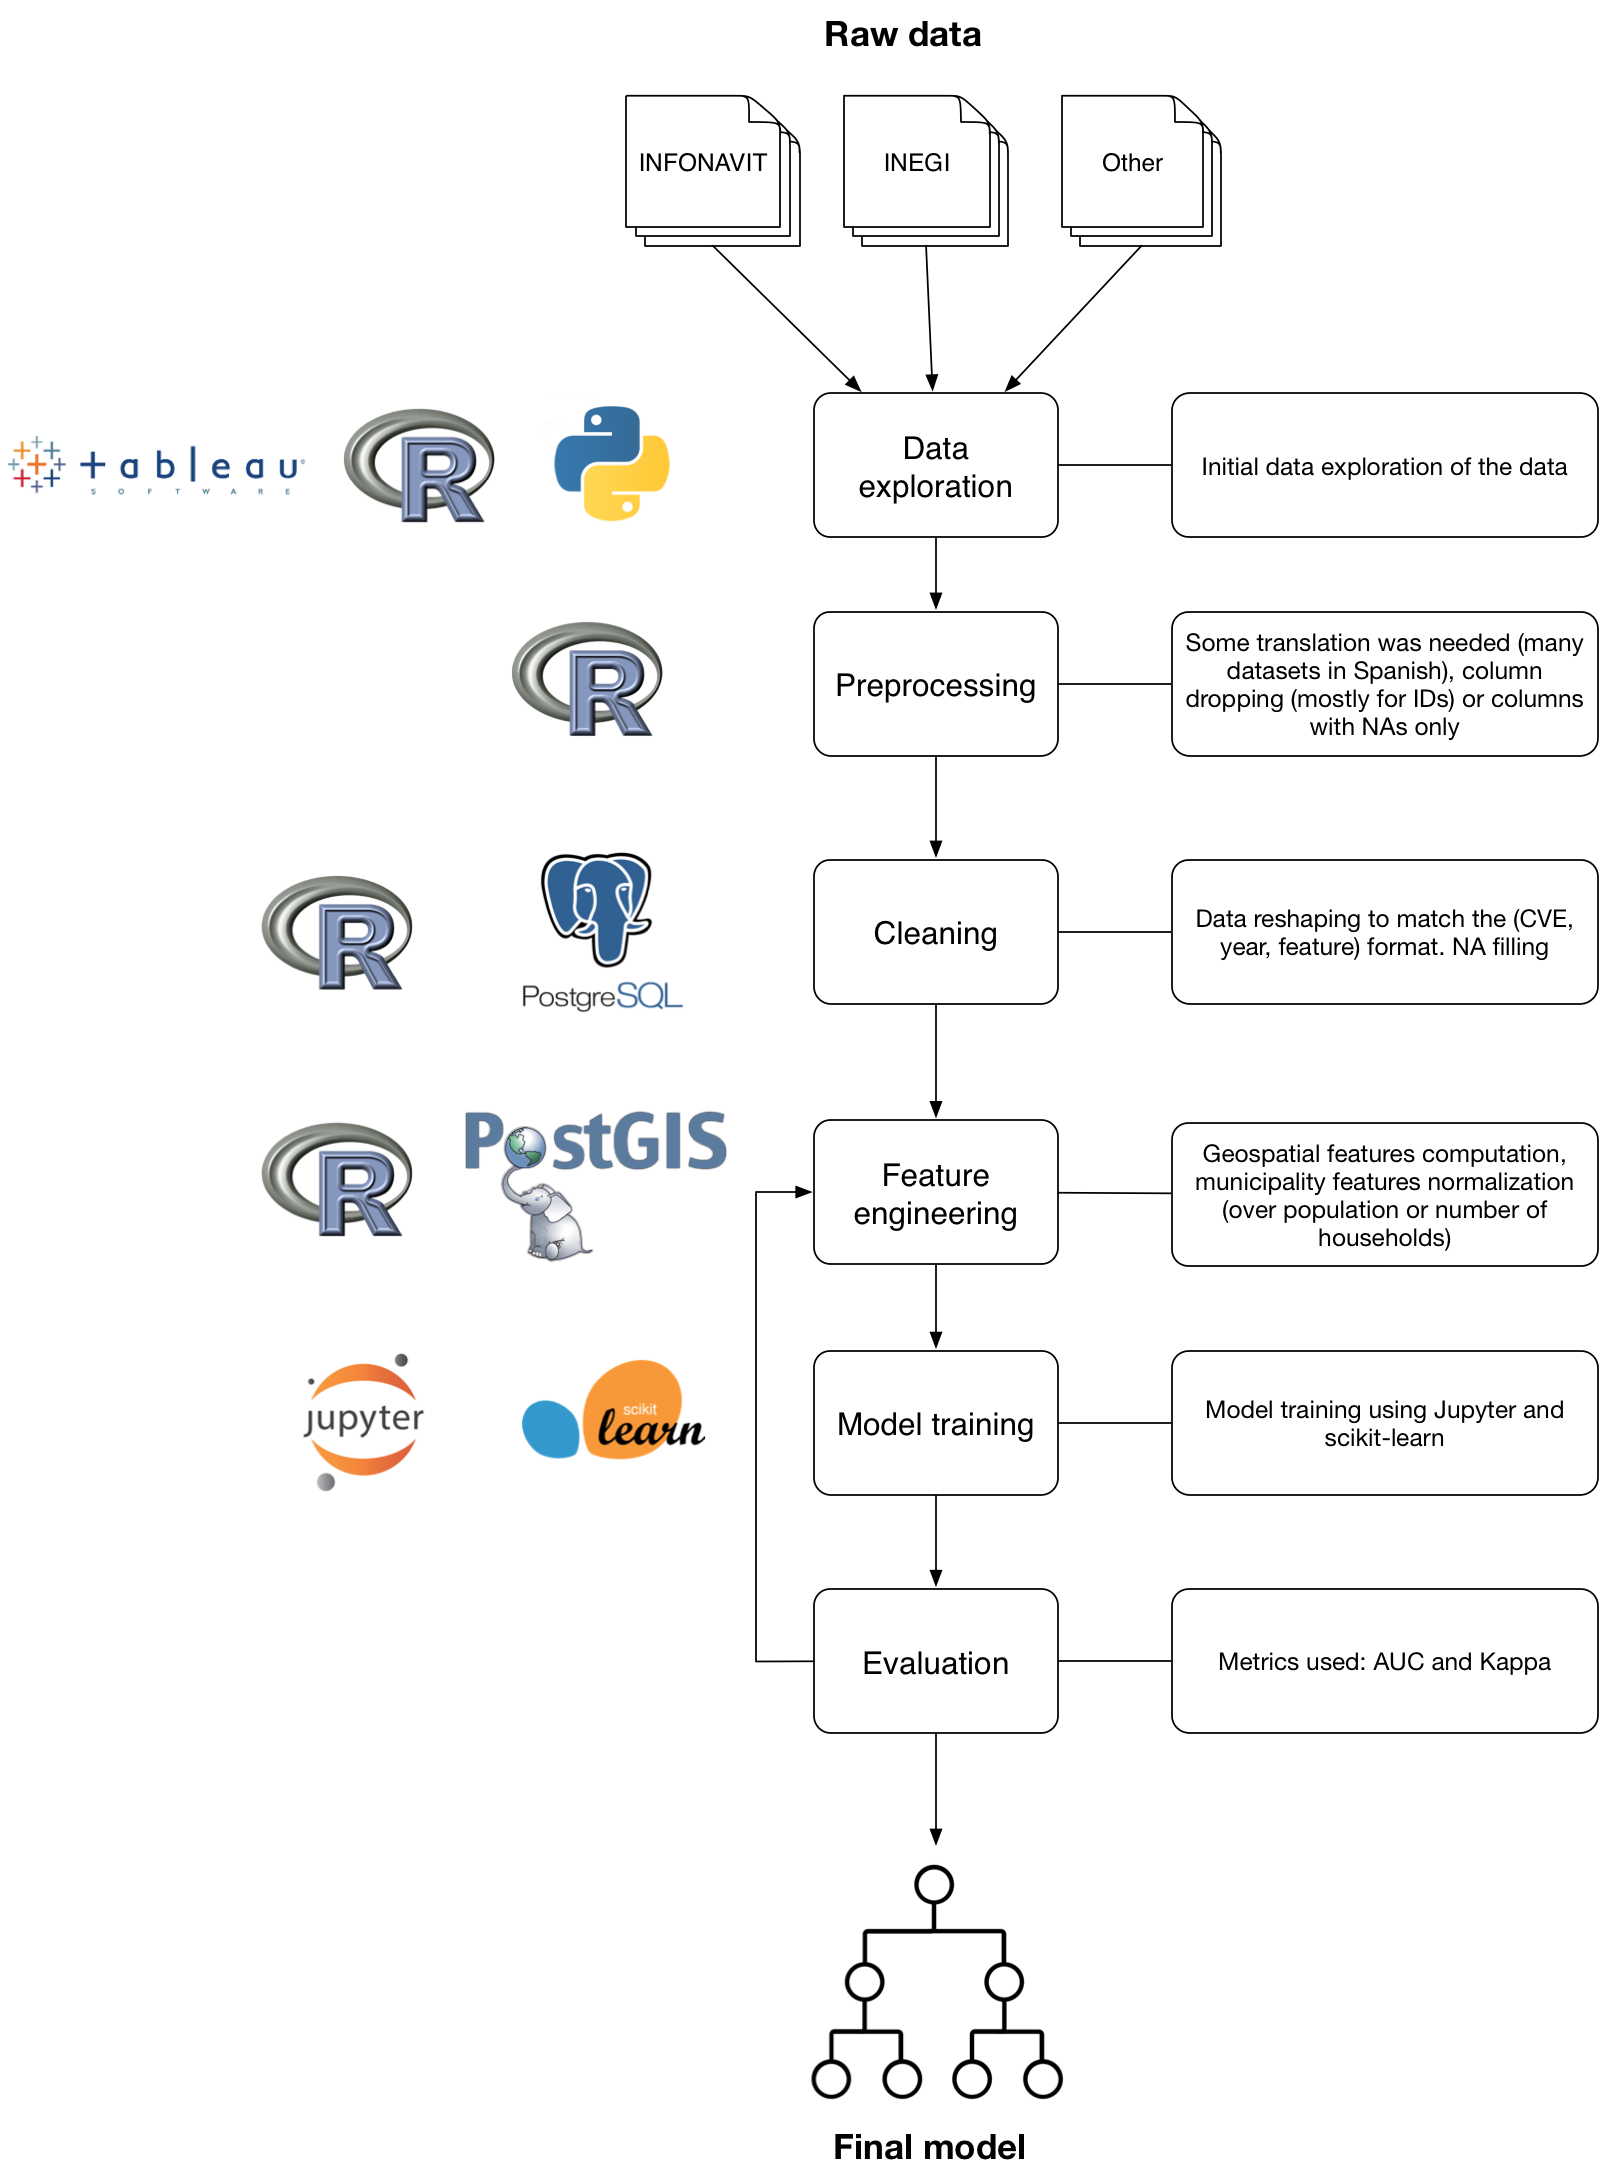 Raw data
INFONAVIT
INEGI
Other
+ableau
SOFTWARE
R
Data
exploration
Initial data exploration of the data
R
Preprocessing
Some translation was needed (many
datasets in Spanish), column
dropping (mostly for IDs) or columns
with NAs only
R
PostgreSQL
Cleaning
Data reshaping to match the (CVE,
year, feature) format. NA filling
R
PostGIS
Feature
engineering
Geospatial features computation,
municipality features normalization
(over population or number of
households)
jupyter
scikit
learn
Model training
Model training using Jupyter and
scikit-learn
Evaluation
Metrics used: AUC and Kappa
Final model